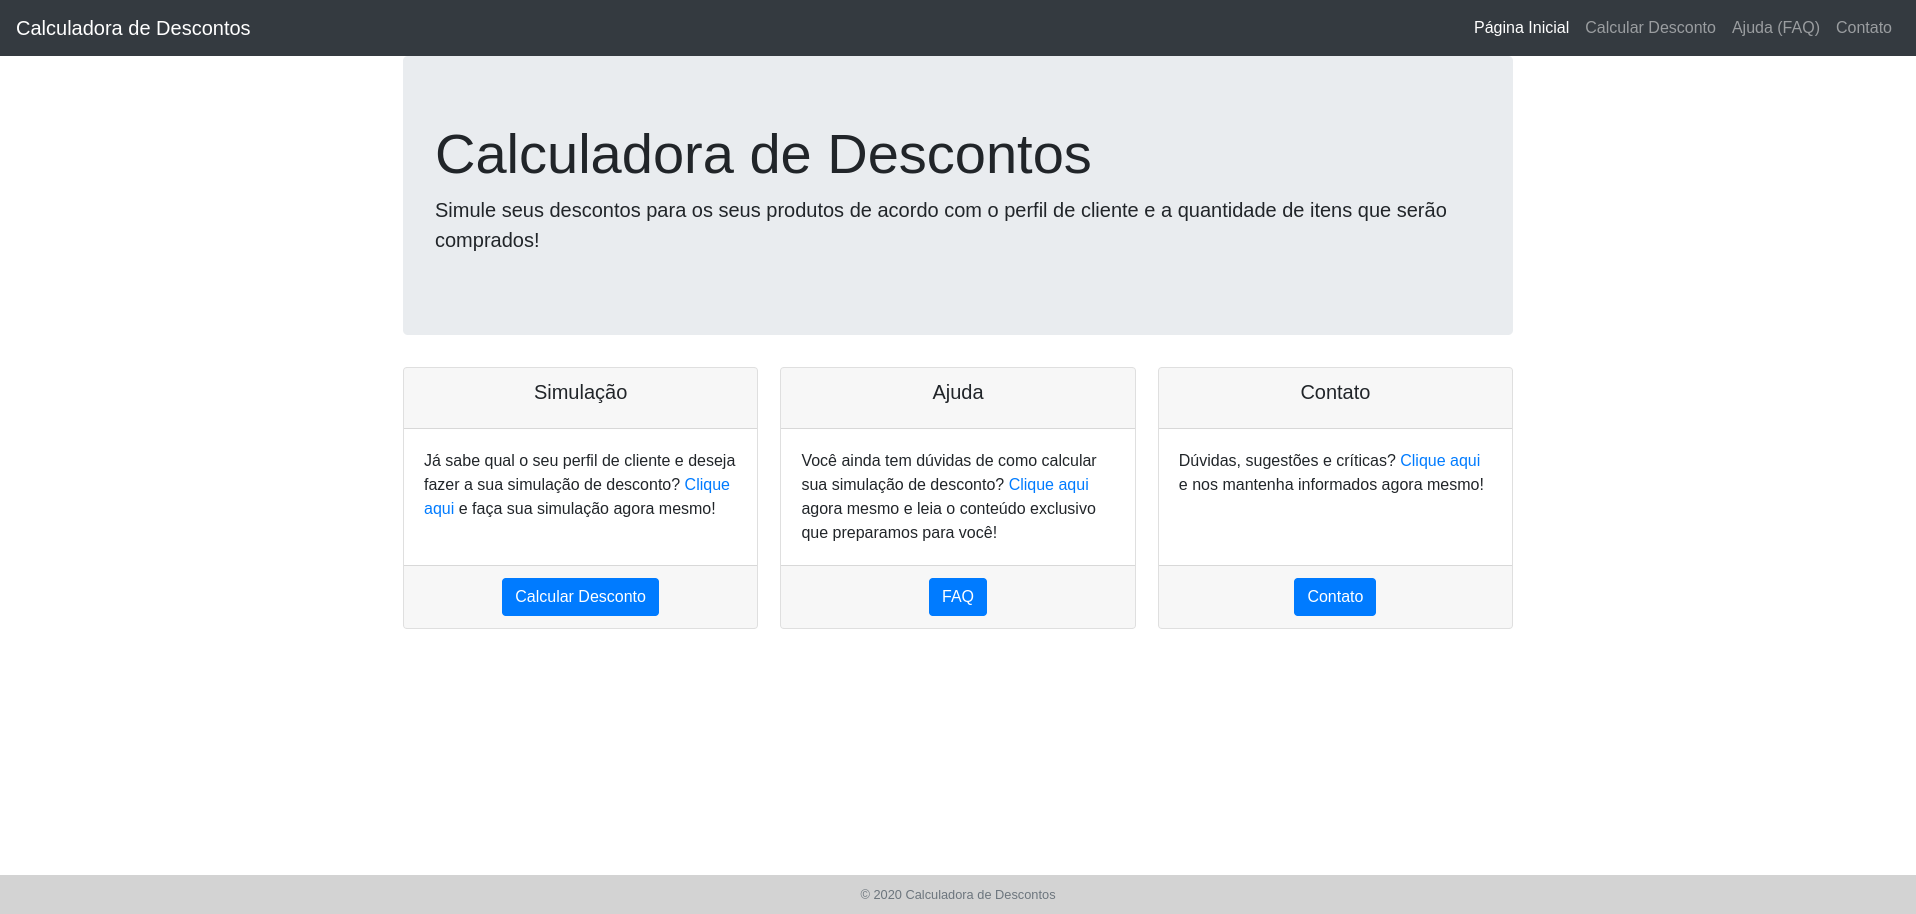 Calculadora de Descontos
Página Inicial Calcular Desconto Ajuda (FAQ) Contato
Calculadora de Descontos
Simule seus descontos para os seus produtos de acordo com o perfil de cliente e a quantidade de itens que serão
comprados!
Simulação
Já sabe qual o seu perfil de cliente e deseja
fazer a sua simulação de desconto? Clique
aqui e faça sua simulação agora mesmo!
Calcular Desconto
Ajuda
Você ainda tem dúvidas de como calcular
sua simulação de desconto? Clique aqui
agora mesmo e leia o conteúdo exclusivo
que preparamos para você!
FAQ
Contato
Dúvidas, sugestões e críticas? Clique aqui
e nos mantenha informados agora mesmo!
Contato
© 2020 Calculadora de Descontos